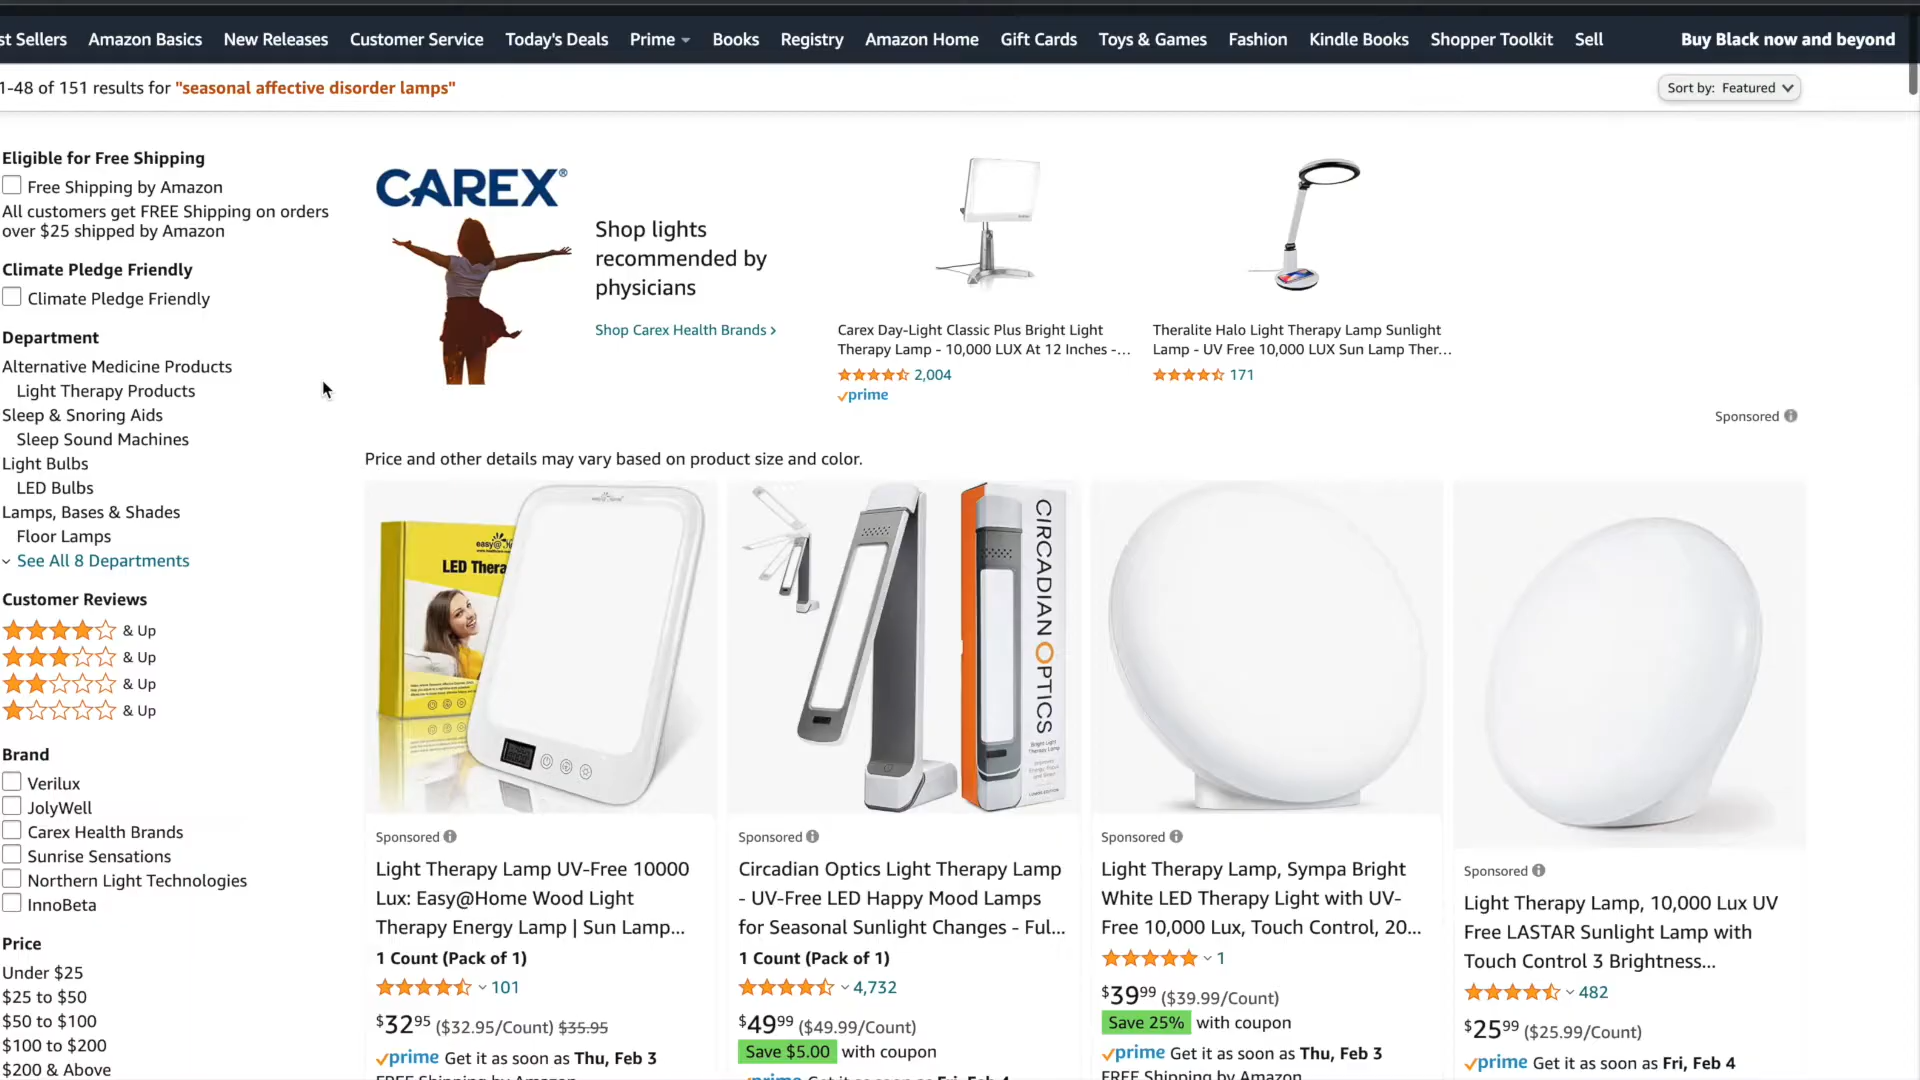 st Sellers Amazon Basics New Releases Customer Service Today's Deals Prime Books Registry Amazon Home Gift Cards Toys & Games Fashion Kindle Books Shopper Toolkit Sell Buy Black now and beyond
1-48 of 151 results for "seasonal affective disorder lamps"
Sort by: Featured
Eligible for Free Shipping
Free Shipping by Amazon
All customers get FREE Shipping on orders
over $25 shipped by Amazon
Climate Pledge Friendly
Climate Pledge Friendly
Department
Alternative Medicine Products
Light Therapy Products
Sleep & Snoring Aids
Sleep Sound Machines
Light Bulbs
LED Bulbs
Lamps, Bases & Shades
Floor Lamps
See All 8 Departments
Customer Reviews
& Up
& Up
& Up
& Up
Brand
Verilux
JolyWell
Carex Health Brands
Sunrise Sensations
Northern Light Technologies
InnoBeta
Price
Under $25
$25 to $50
$50 to $100
$100 to $200
$200 & Above
CAREX®
Shop lights
recommended by
physicians
Shop Carex Health Brands ›
Carex Day-Light Classic Plus Bright Light
Therapy Lamp - 10,000 LUX At 12 Inches -...
2,004
prime
Theralite Halo Light Therapy Lamp Sunlight
Lamp - UV Free 10,000 LUX Sun Lamp Ther...
171
Sponsored
Price and other details may vary based on product size and color.
LED Thera
Sponsored
Light Therapy Lamp UV-Free 10000
Lux: Easy@Home Wood Light
Therapy Energy Lamp | Sun Lamp...
1 Count (Pack of 1)
101
$32⁹⁵ ($32.95/Count) $35.95
prime Get it as soon as Thu, Feb 3
FREE Shipping by Amazon
CIRCADIAN OPTICS
Sponsored
Circadian Optics Light Therapy Lamp
- UV-Free LED Happy Mood Lamps
for Seasonal Sunlight Changes - Ful...
1 Count (Pack of 1)
4,732
$49⁹⁹ ($49.99/Count)
Save $5.00 with coupon
prime Get it as soon as Fri, Feb 4
Sponsored
Light Therapy Lamp, Sympa Bright
White LED Therapy Light with UV-
Free 10,000 Lux, Touch Control, 20...
1
$39⁹⁹ ($39.99/Count)
Save 25% with coupon
prime Get it as soon as Thu, Feb 3
FREE Shipping by Amazon
Sponsored
Light Therapy Lamp, 10,000 Lux UV
Free LASTAR Sunlight Lamp with
Touch Control 3 Brightness...
482
$25⁹⁹ ($25.99/Count)
prime Get it as soon as Fri, Feb 4